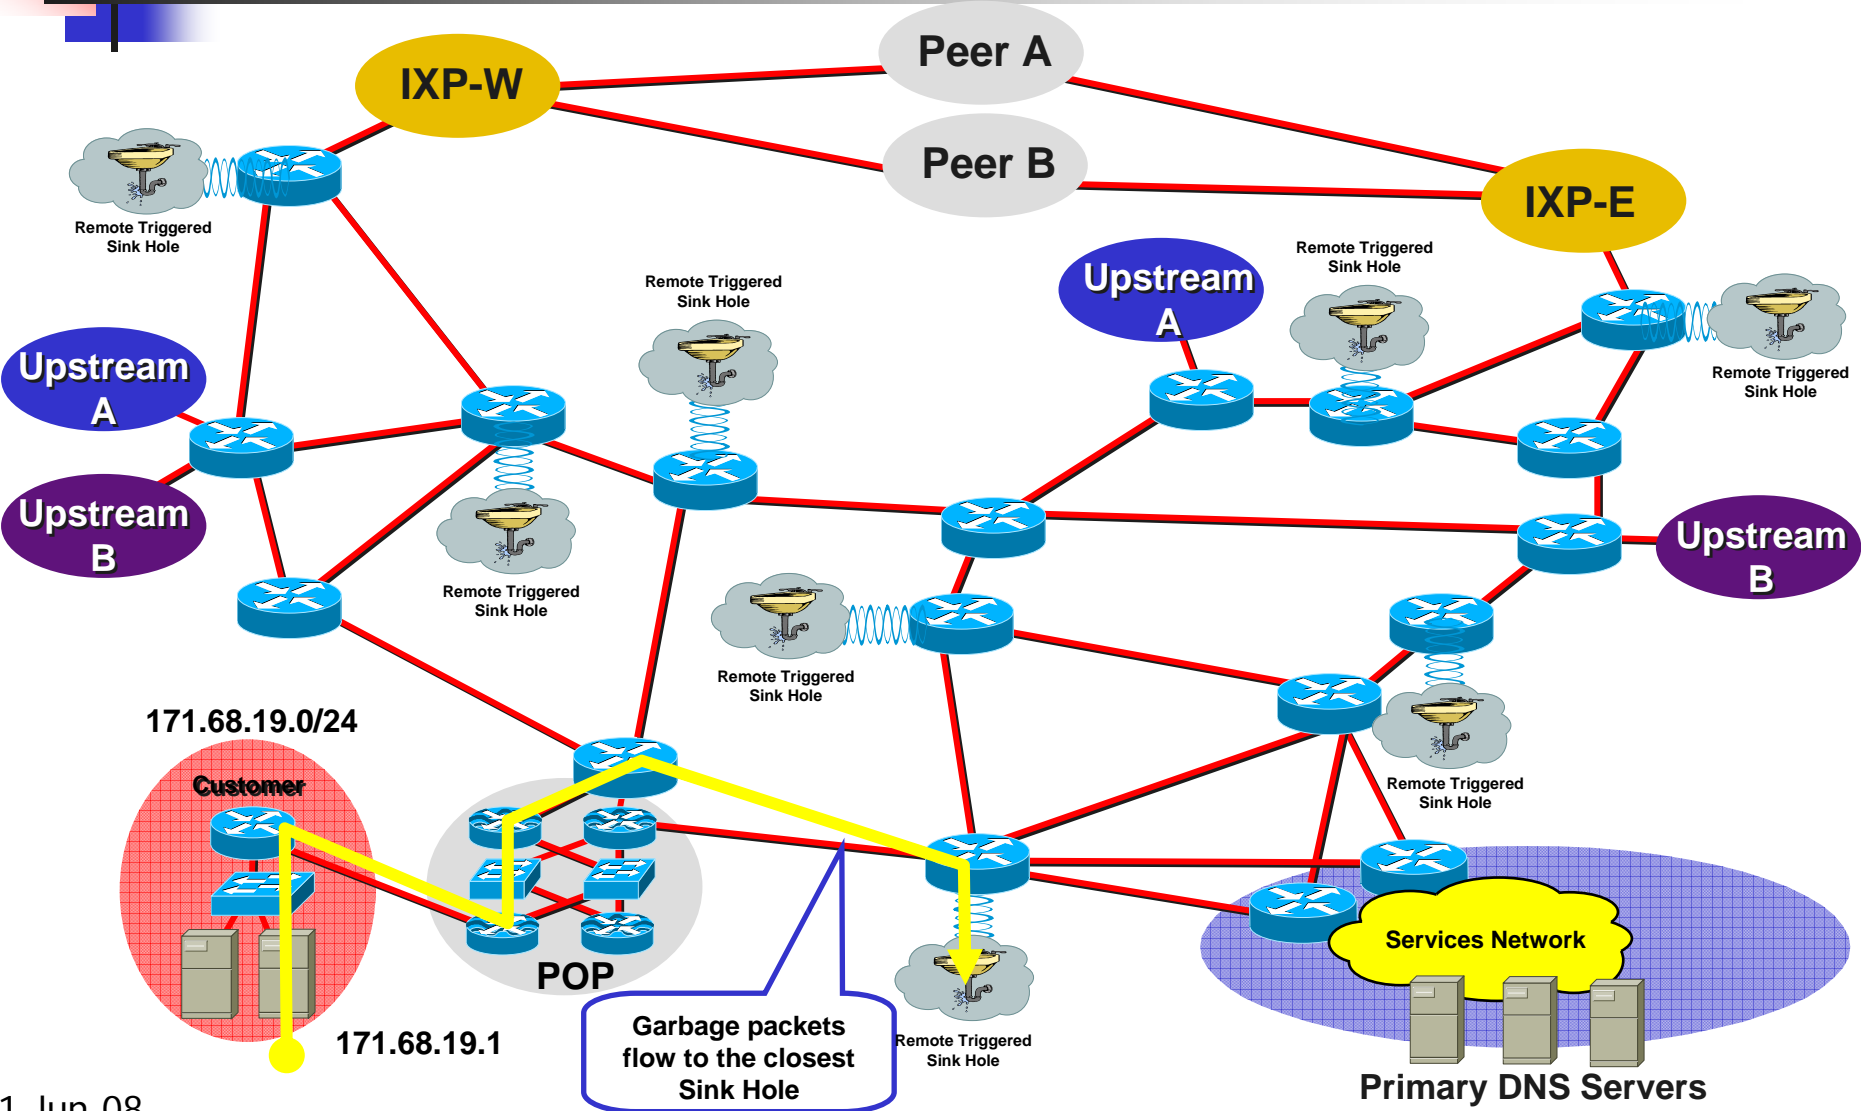 Peer A
IXP-W
Peer B
IXP-E
Remote Triggered
Sink Hole
Remote Triggered
Sink Hole
Remote Triggered
Sink Hole
Upstream
A
Remote Triggered
Sink Hole
Upstream
A
Upstream
B
Remote Triggered
Sink Hole
Upstream
B
Remote Triggered
Sink Hole
Remote Triggered
Sink Hole
171.68.19.0/24
Customer
POP
171.68.19.1
Garbage packets
flow to the closest
Sink Hole
Remote Triggered
Sink Hole
Services Network
Primary DNS Servers